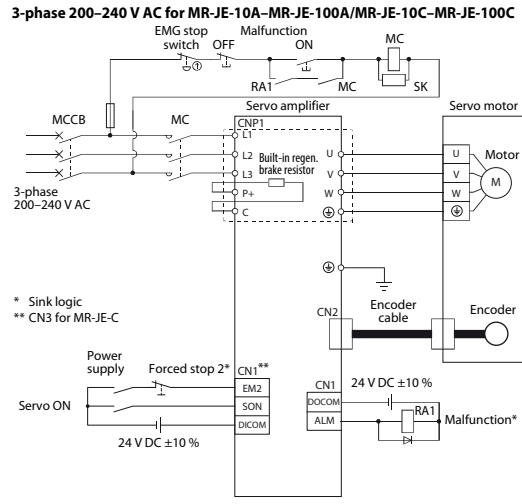 3-phase 200–240 V AC for MR-JE-10A–MR-JE-100A/MR-JE-10C–MR-JE-100C
EMG stop switch
OFF
Malfunction
ON
MC
①
RA1
MC
SK
Servo amplifier
Servo motor
MCCB
MC
CNP1
L1
L2
L3
P+
C
Built-in regen. brake resistor
U
V
W
U
V
W
Motor
M
3-phase
200–240 V AC
* Sink logic
** CN3 for MR-JE-C
CN2
Encoder cable
Encoder
Power supply
Forced stop 2*
CN1**
EM2
SON
DICOM
Servo ON
24 V DC ±10 %
CN1
DOCOM
ALM
24 V DC ±10 %
RA1
Malfunction*